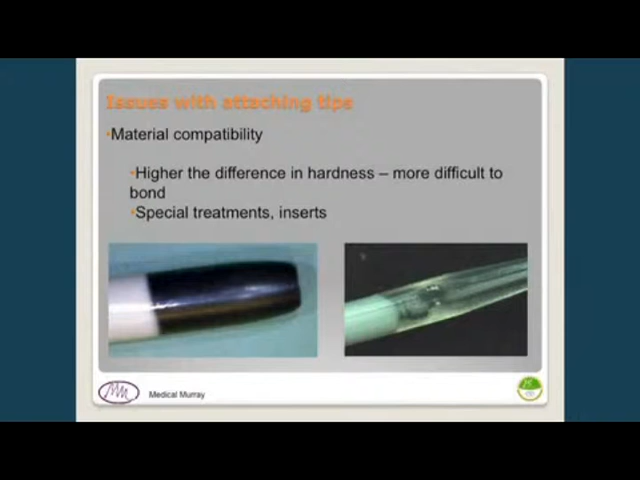 Issues with attaching tips
•Material compatibility
•Higher the difference in hardness – more difficult to
bond
•Special treatments, inserts
Medical Murray